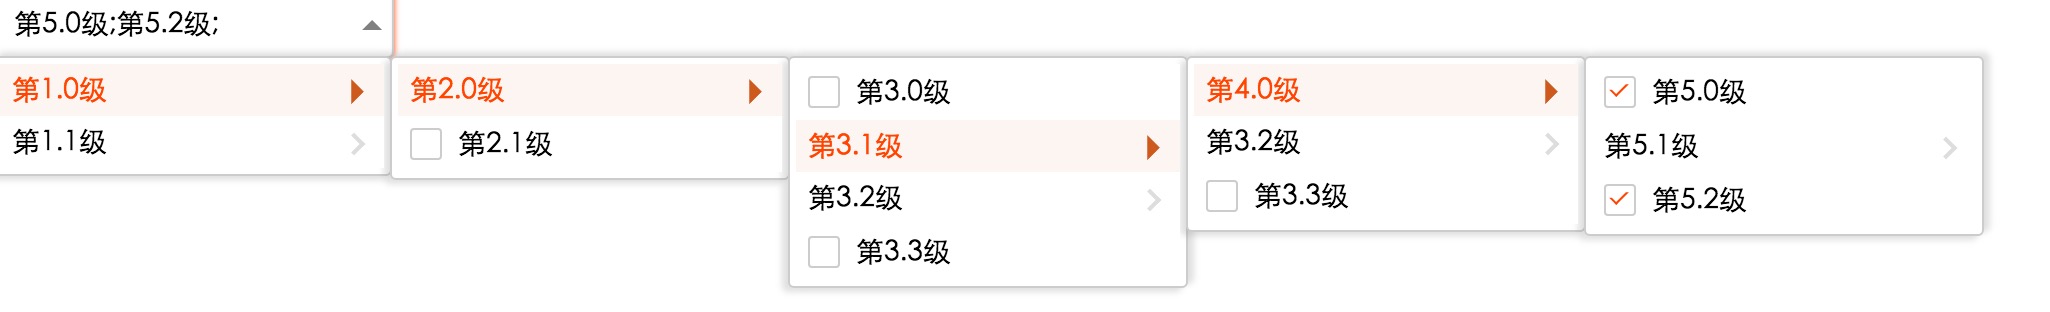 第5.0级;第5.2级;
第1.0级
第1.1级
第2.0级
第2.1级
第3.0级
第3.1级
第3.2级
第3.3级
第4.0级
第3.2级
第3.3级
第5.0级
第5.1级
第5.2级